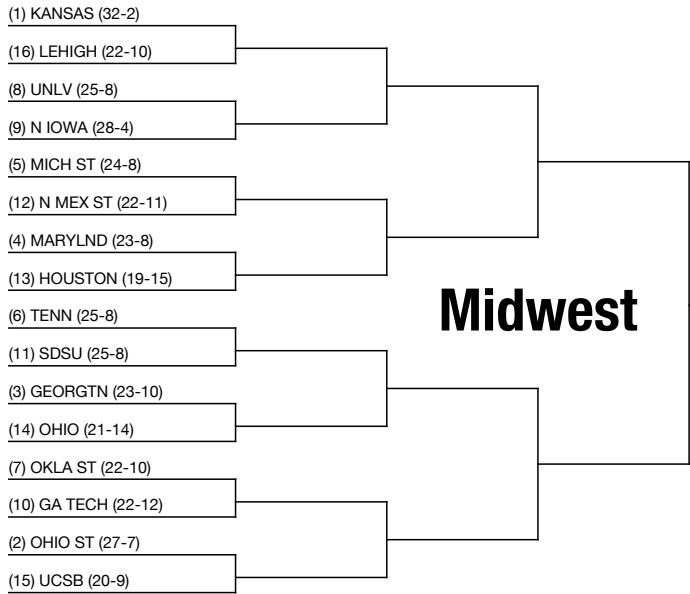 (1) KANSAS (32-2)
(16) LEHIGH (22-10)
(8) UNLV (25-8)
(9) N IOWA (28-4)
(5) MICH ST (24-8)
(12) N MEX ST (22-11)
(4) MARYLND (23-8)
(13) HOUSTON (19-15)
(6) TENN (25-8)
(11) SDSU (25-8)
(3) GEORGTN (23-10)
(14) OHIO (21-14)
(7) OKLA ST (22-10)
(10) GA TECH (22-12)
(2) OHIO ST (27-7)
(15) UCSB (20-9)
Midwest